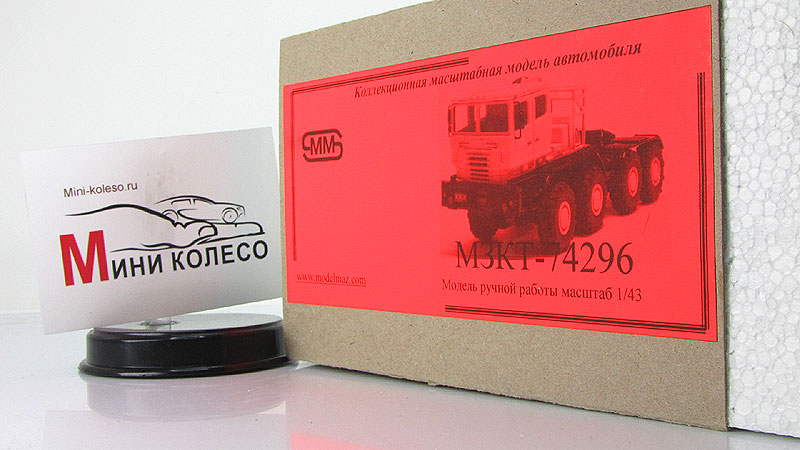 Mini-koleso.ru
Мини колесо
Коллекционная масштабная модель автомобиля
SMMS
МЗКТ-74296
www.modelmaz.com
Модель ручной работы масштаб 1/43